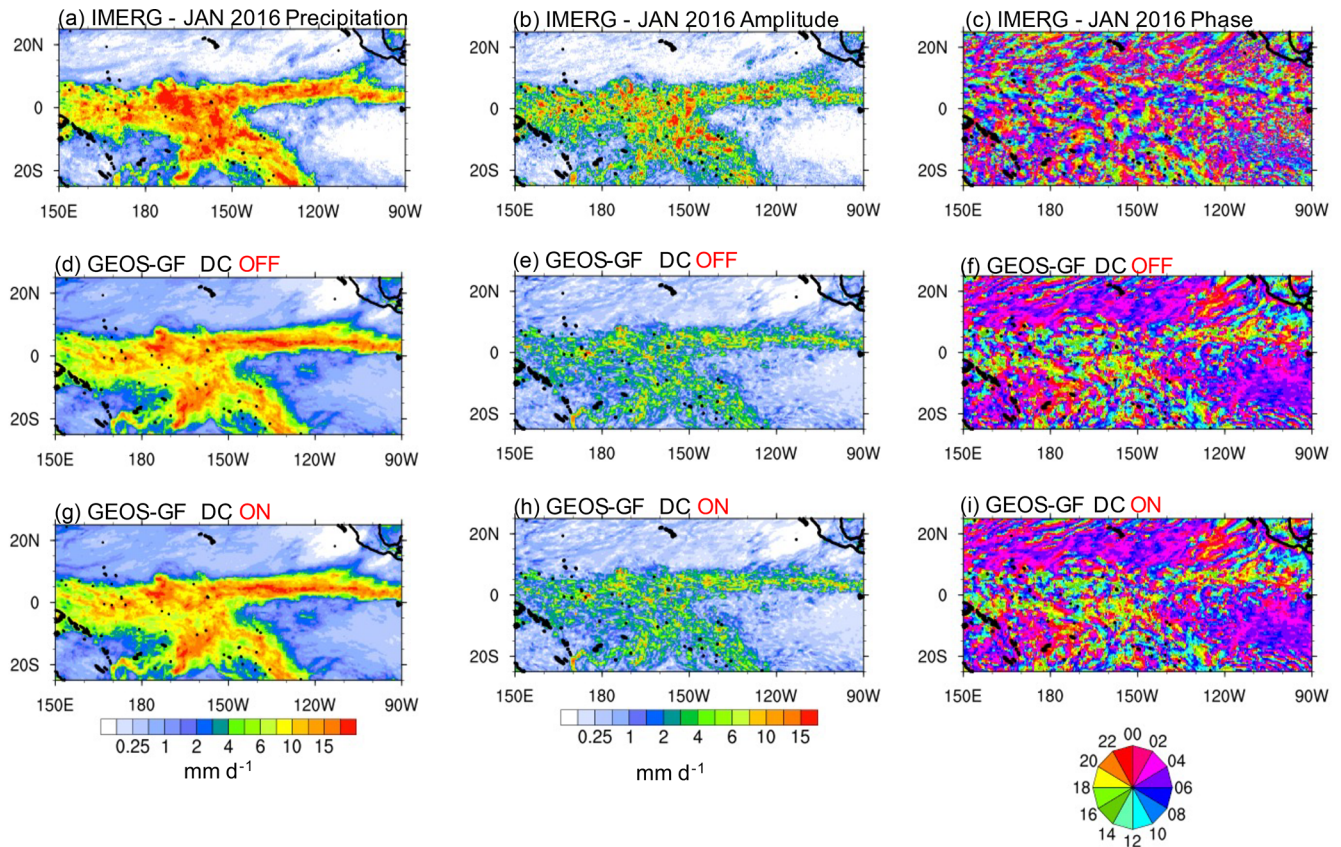 (a) IMERG - JAN 2016 Precipitation
(b) IMERG - JAN 2016 Amplitude
(c) IMERG - JAN 2016 Phase
20N
0
20S
150E 180 150W 120W 90W
20N
0
20S
150E 180 150W 120W 90W
20N
0
20S
150E 180 150W 120W 90W
(d) GEOS-GF DC OFF
(e) GEOS-GF DC OFF
(f) GEOS-GF DC OFF
20N
0
20S
150E 180 150W 120W 90W
20N
0
20S
150E 180 150W 120W 90W
20N
0
20S
150E 180 150W 120W 90W
(g) GEOS-GF DC ON
(h) GEOS-GF DC ON
(i) GEOS-GF DC ON
20N
0
20S
150E 180 150W 120W 90W
20N
0
20S
150E 180 150W 120W 90W
20N
0
20S
150E 180 150W 120W 90W
0.25 1 2 4 6 10 15
mm d-1
0.25 1 2 4 6 10 15
mm d-1
00
22 02
20 04
18 06
16 08
14 10
12